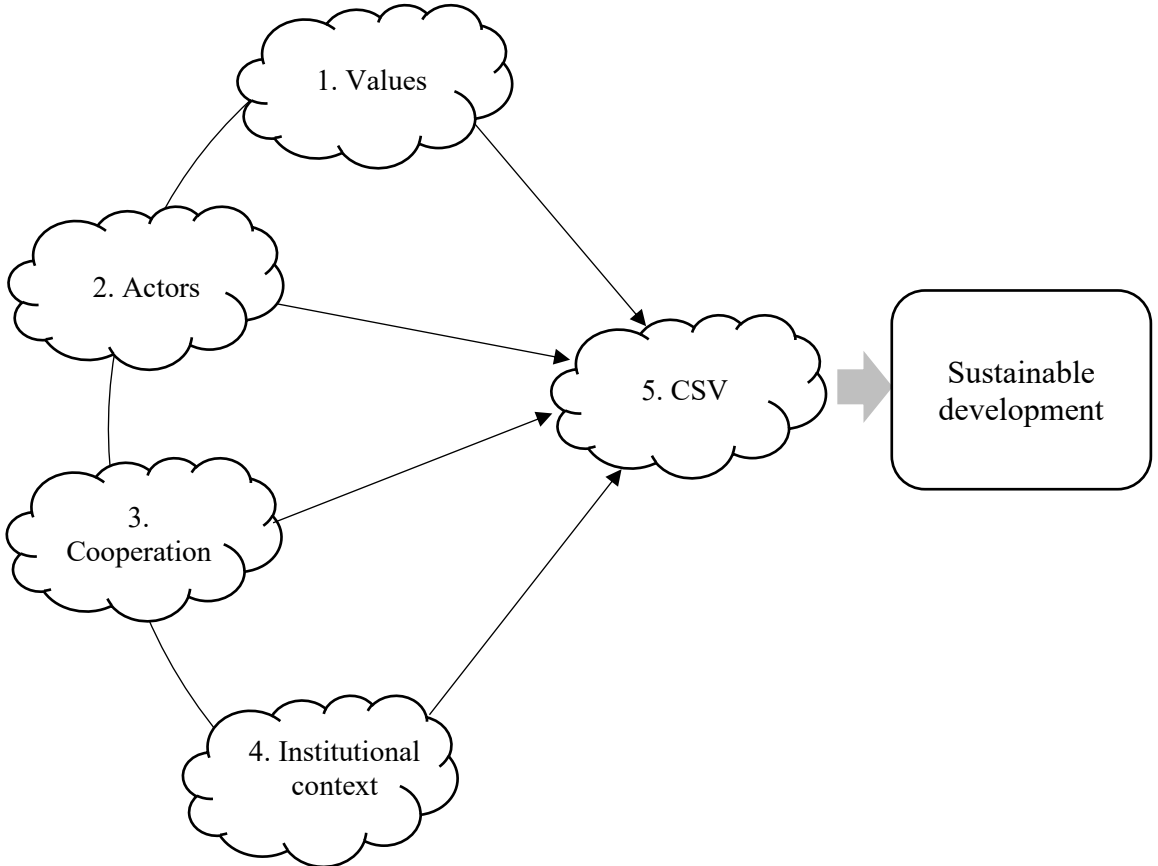 1. Values
2. Actors
3.
Cooperation
4. Institutional
context
5. CSV
Sustainable
development